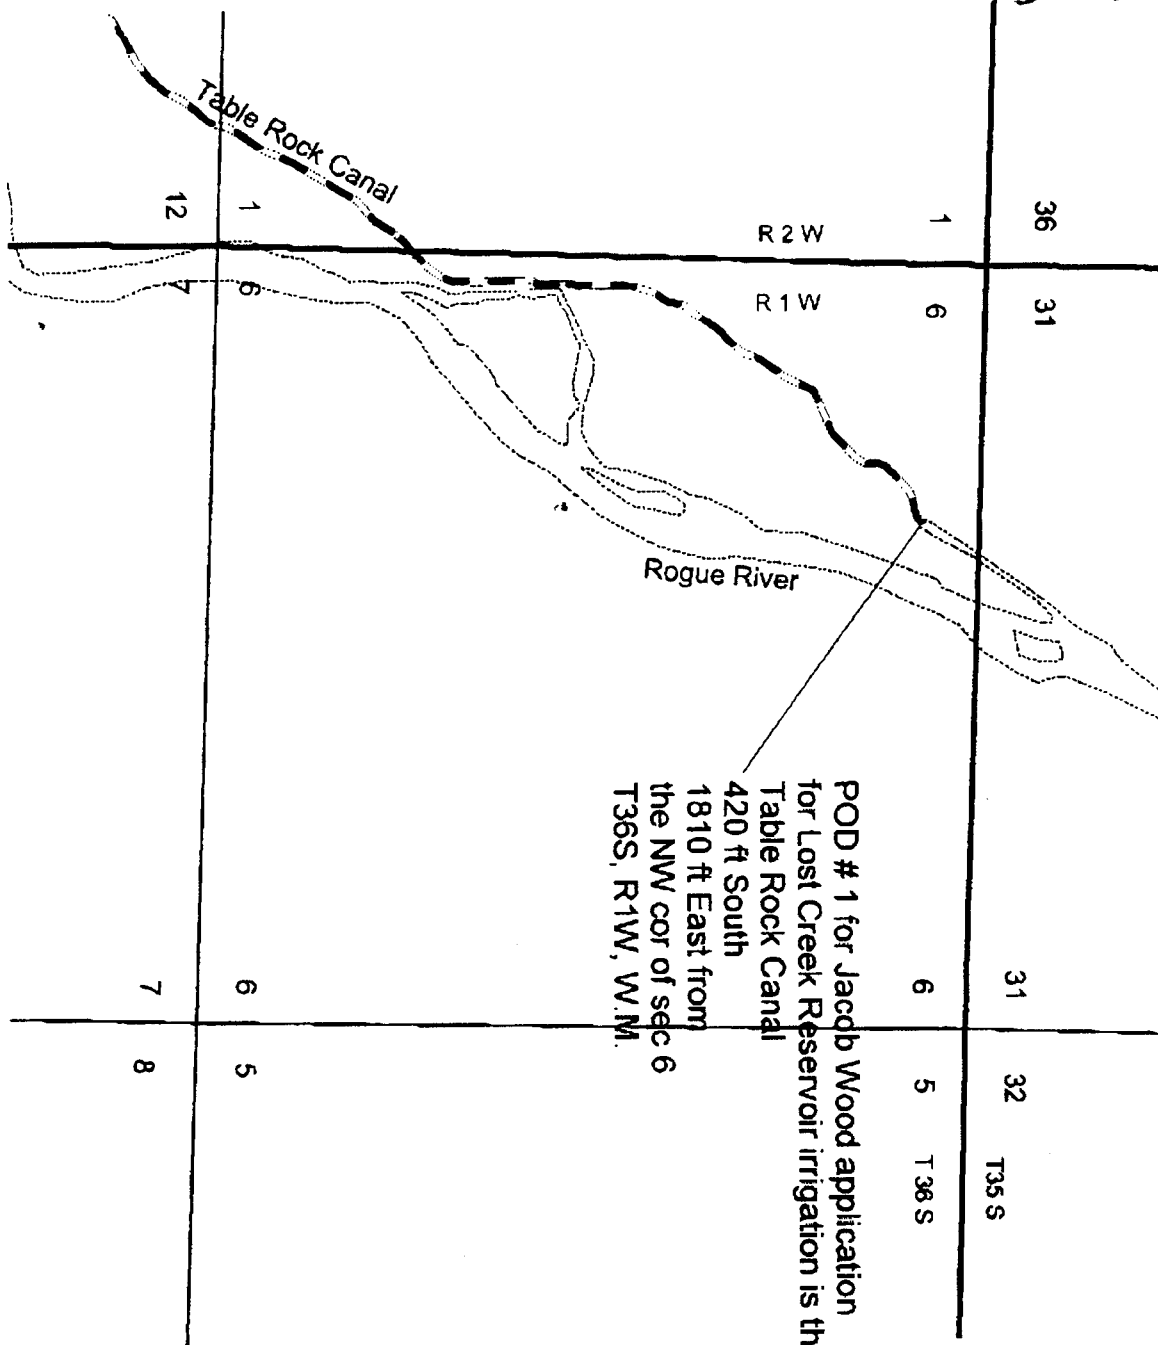 Table Rock Canal
12
1
7
6
R 2 W
R 1 W
1
36
6
31
Rogue River
POD # 1 for Jacob Wood application
for Lost Creek Reservoir irrigation is th
Table Rock Canal
420 ft South
1810 ft East from
the NW cor of sec 6
T36S, R1W, W.M.
6
31
5
32
7
6
8
5
T35 S
T 36 S